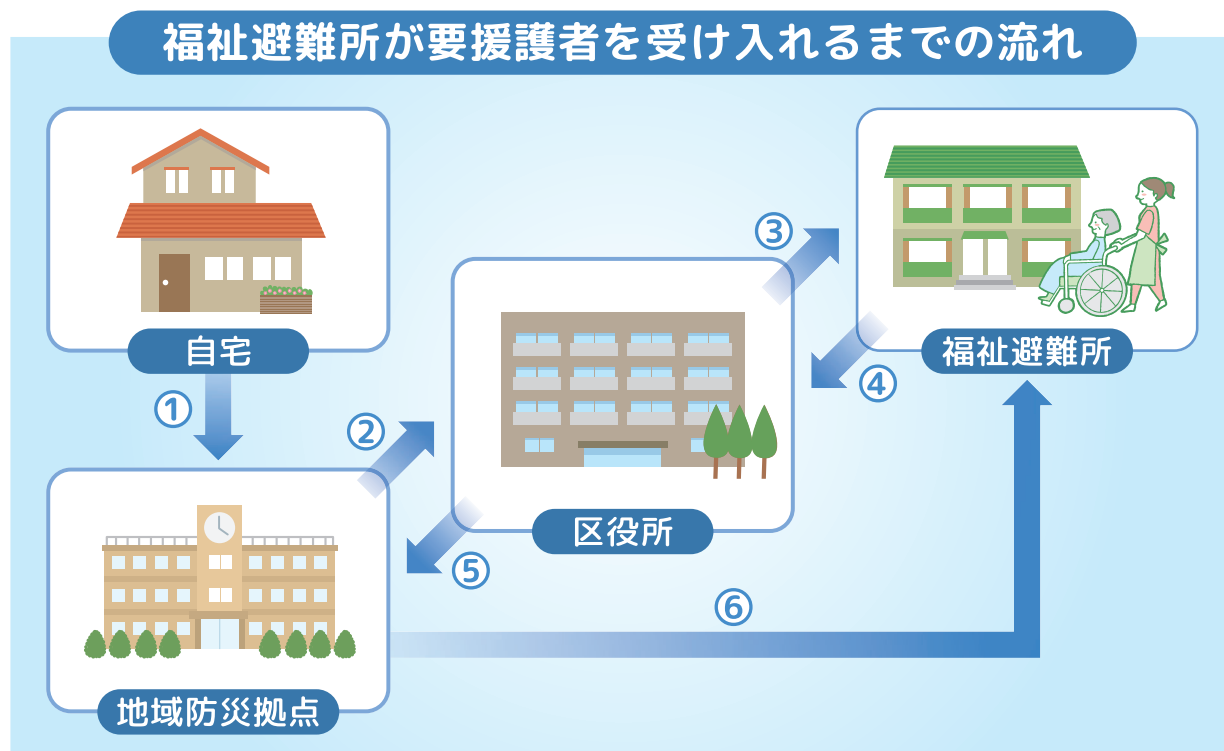 福祉避難所が要援護者を受け入れるまでの流れ
自宅
①
②
③
④
福祉避難所
区役所
⑤
⑥
地域防災拠点